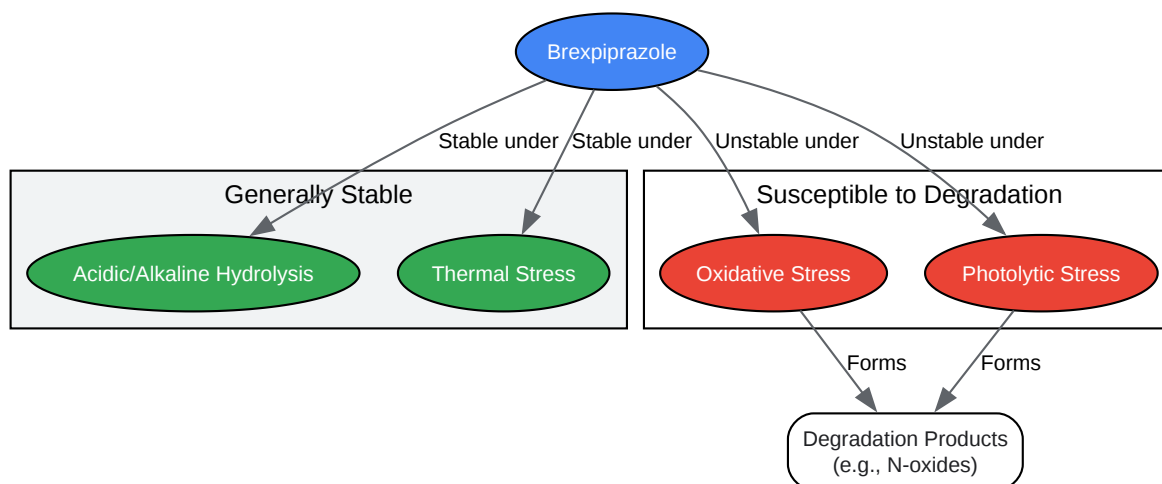 Brexpiprazole
Stable under
Stable under
Unstable under
Unstable under
Generally Stable
Susceptible to Degradation
Acidic/Alkaline Hydrolysis
Thermal Stress
Oxidative Stress
Photolytic Stress
Forms
Forms
Degradation Products
(e.g., N-oxides)